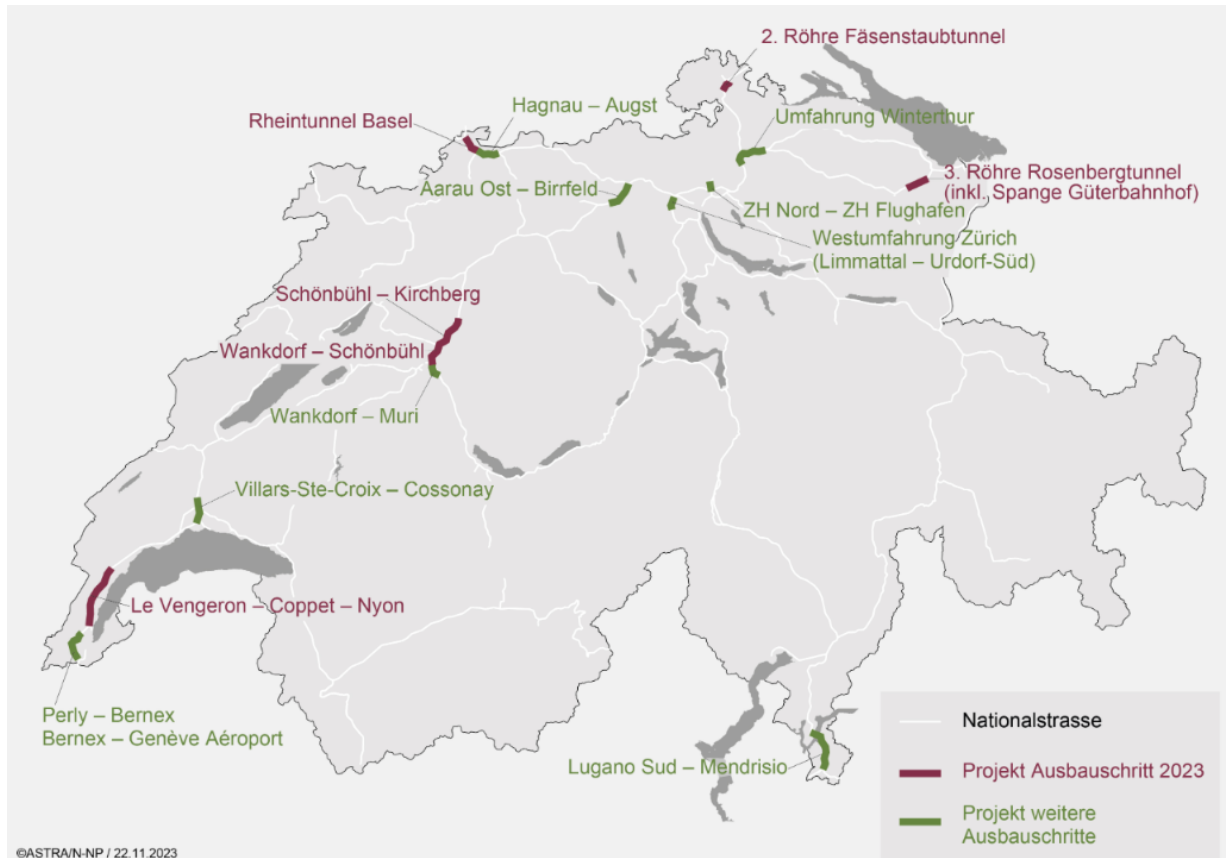 2. Röhre Fäsenstaubtunnel
Hagnau – Augst
Rheintunnel Basel
Umfahrung Winterthur
Aarau Ost – Birrfeld
3. Röhre Rosenbergtunnel
(inkl. Spange Güterbahnhof)
ZH Nord – ZH Flughafen
Westumfahrung Zürich
(Limmattal – Urdorf-Süd)
Schönbühl – Kirchberg
Wankdorf – Schönbühl
Wankdorf – Muri
Villars-Ste-Croix – Cossonay
Le Vengeron – Coppet – Nyon
Perly – Bernex
Bernex – Genève Aéroport
Lugano Sud – Mendrisio
Nationalstrasse
Projekt Ausbauschritt 2023
Projekt weitere
Ausbauschritte
©ASTRA/N-NP / 22.11.2023